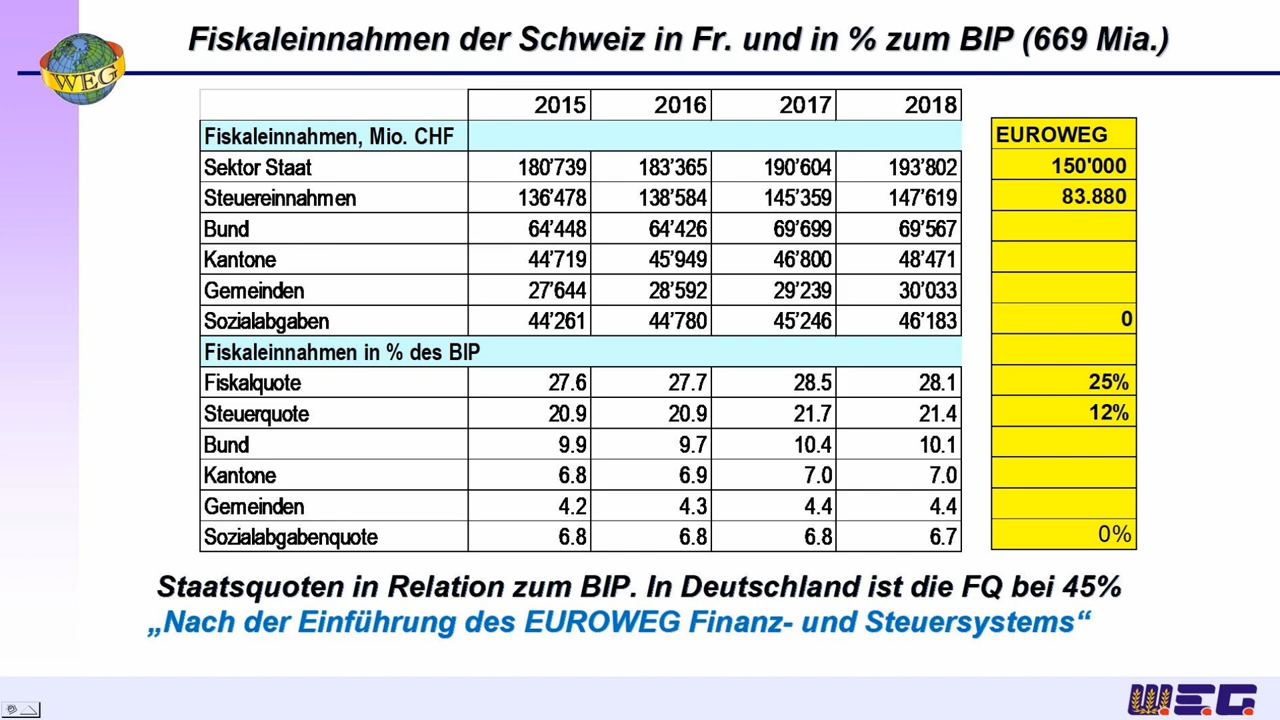 Fiskaleinnahmen der Schweiz in Fr. und in % zum BIP (669 Mia.)
WEG
2015 2016 2017 2018
Fiskaleinnahmen, Mio. CHF EUROWEG
Sektor Staat 180’739 183’365 190’604 193’802 150'000
Steuereinnahmen 136’478 138’584 145’359 147’619 83.880
Bund 64’448 64’426 69’699 69’567
Kantone 44’719 45’949 46’800 48’471
Gemeinden 27’644 28’592 29’239 30’033
Sozialabgaben 44’261 44’780 45’246 46’183 0
Fiskaleinnahmen in % des BIP
Fiskalquote 27.6 27.7 28.5 28.1 25%
Steuerquote 20.9 20.9 21.7 21.4 12%
Bund 9.9 9.7 10.4 10.1
Kantone 6.8 6.9 7.0 7.0
Gemeinden 4.2 4.3 4.4 4.4
Sozialabgabenquote 6.8 6.8 6.8 6.7 0%
Staatsquoten in Relation zum BIP. In Deutschland ist die FQ bei 45%
„Nach der Einführung des EUROWEG Finanz- und Steuersystems“
W.E.G.